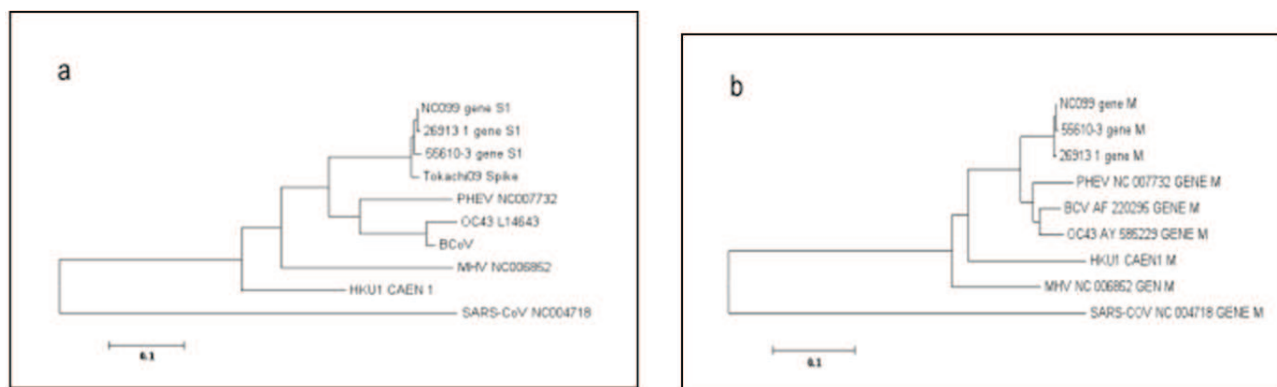 a
NC099 gene S1
26913 1 gene S1
55610-3 gene S1
Tokachi09 Spike
PHEV NC007732
OC43 L14643
BCoV
MHV NC006852
HKU1 CAEN 1
SARS-CoV NC004718
0.1
b
NC099 gene M
55610-3 gene M
26913 1 gene M
PHEV NC 007732 GENE M
BCV AF 220295 GENE M
OC43 AY 585229 GENE M
HKU1 CAEN1 M
MHV NC 006852 GEN M
SARS-COV NC 004718 GENE M
0.1